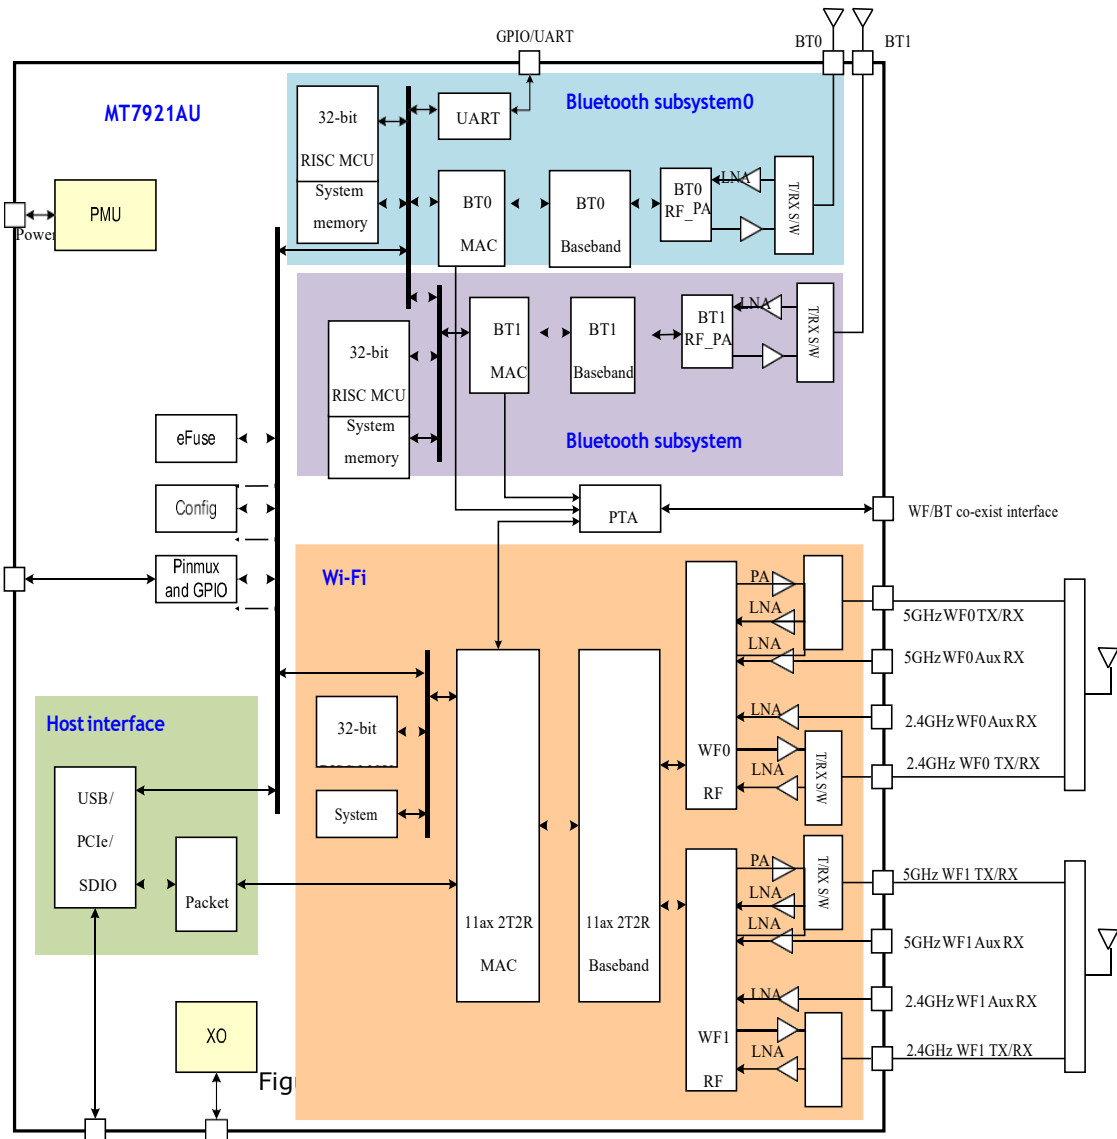 GPIO/UART
BT0
BT1
MT7921AU
Bluetooth subsystem0
32-bit
RISC MCU
System
memory
UART
BT0
MAC
BT0
Baseband
BT0
RF_PA
LNA
T/RX S/W
PMU
Power
32-bit
RISC MCU
System
memory
BT1
MAC
BT1
Baseband
BT1
RF_PA
LNA
T/RX S/W
Bluetooth subsystem
eFuse
Config
Pinmux
and GPIO
PTA
WF/BT co-exist interface
Wi-Fi
PA
LNA
LNA
LNA
WF0
RF
LNA
T/RX S/W
5GHz WF0 TX/RX
5GHz WF0 Aux RX
2.4GHz WF0 Aux RX
2.4GHz WF0 TX/RX
32-bit
System
11ax 2T2R
MAC
11ax 2T2R
Baseband
Host interface
USB/
PCIe/
SDIO
Packet
PA
LNA
LNA
LNA
WF1
LNA
RF
T/RX S/W
5GHz WF1 TX/RX
5GHz WF1 Aux RX
2.4GHz WF1 Aux RX
2.4GHz WF1 TX/RX
XO